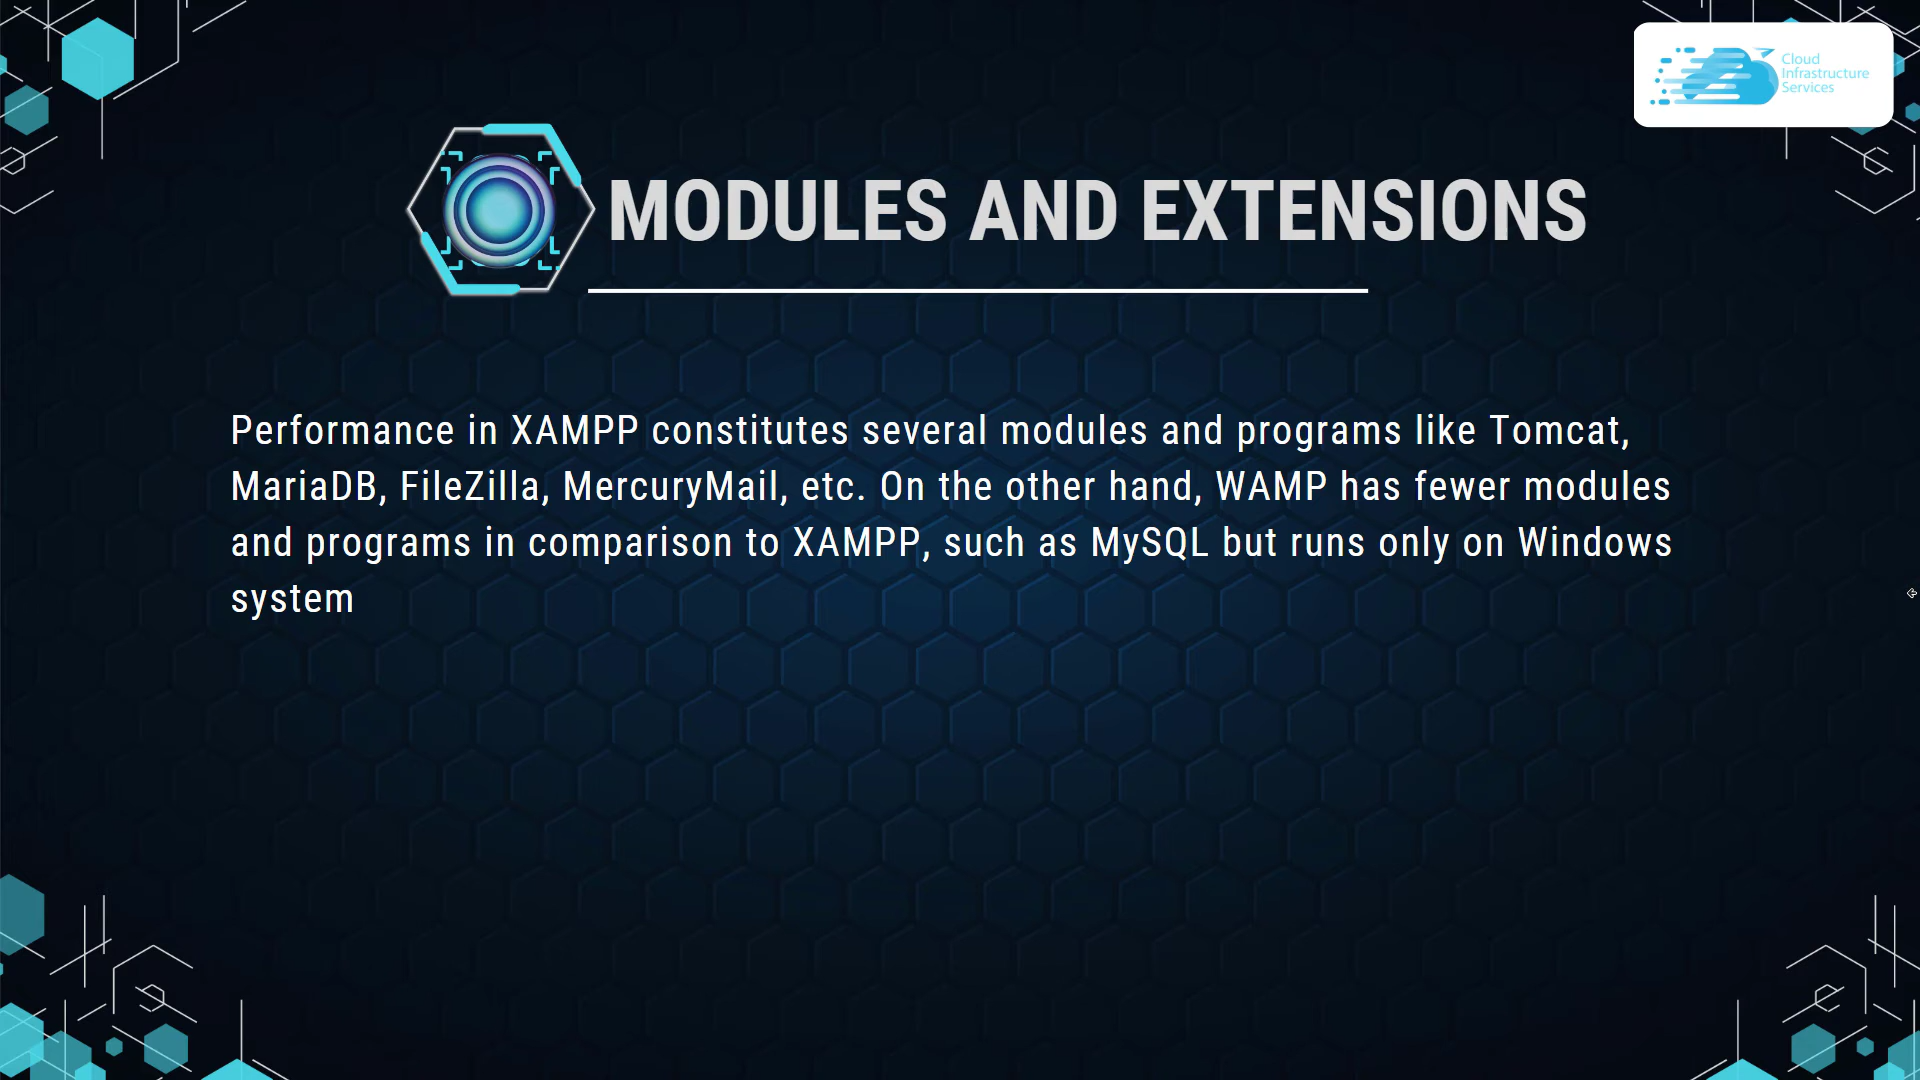 Cloud
Infrastructure
Services
MODULES AND EXTENSIONS
Performance in XAMPP constitutes several modules and programs like Tomcat,
MariaDB, FileZilla, MercuryMail, etc. On the other hand, WAMP has fewer modules
and programs in comparison to XAMPP, such as MySQL but runs only on Windows
system